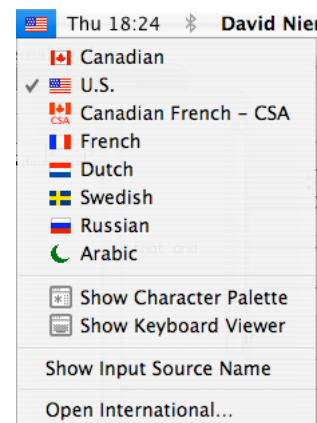 Thu 18:24 David Nier
Canadian
U.S.
CSA Canadian French – CSA
French
Dutch
Swedish
Russian
Arabic
Show Character Palette
Show Keyboard Viewer
Show Input Source Name
Open International...